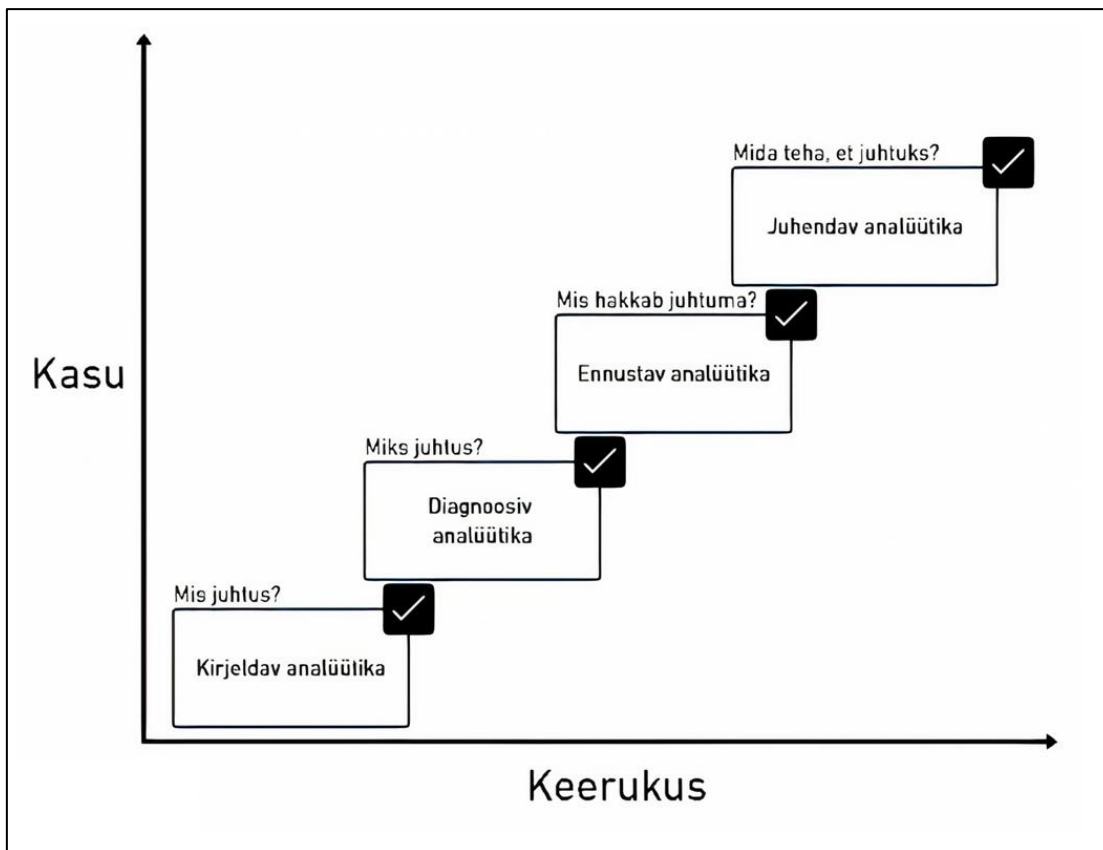 Mida teha, et juhtuks?
Juhendav analüütika
Mis hakkab juhtuma?
Ennustav analüütika
Kasu
Miks juhtus?
Diagnoosiv
analüütika
Mis juhtus?
Kirjeldav analüütika
Keerukus